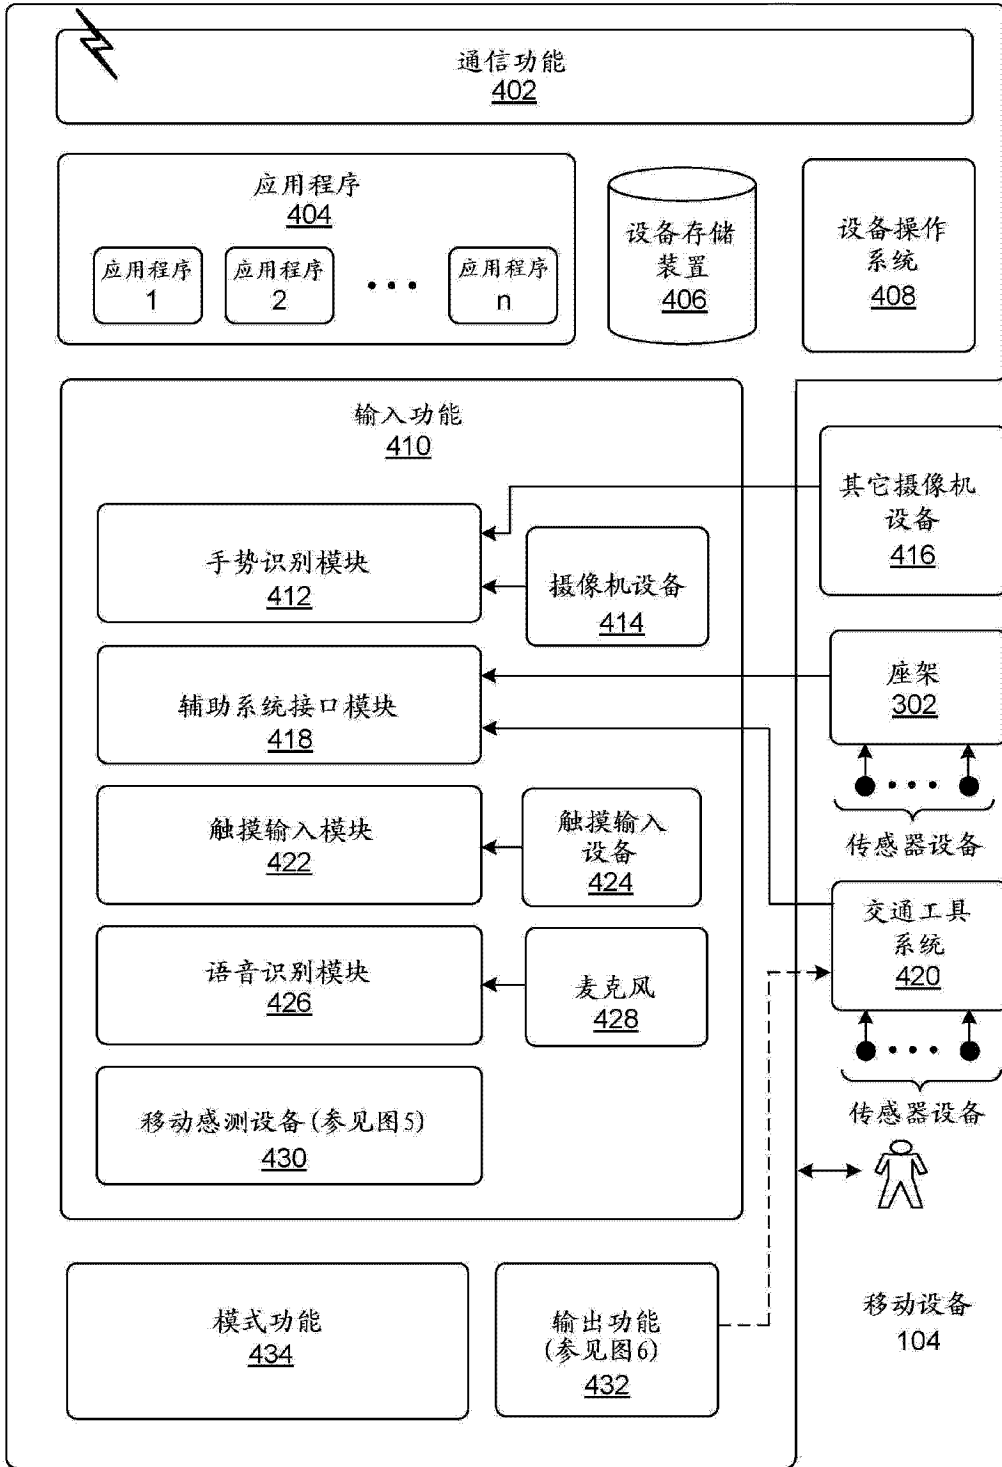 通信功能
402
应用程序
404
应用程序
1
应用程序
2
• • •
应用程序
n
设备存储
装置
406
设备操作
系统
408
输入功能
410
手势识别模块
412
摄像机设备
414
其它摄像机
设备
416
辅助系统接口模块
418
座架
302
传感器设备
触摸输入模块
422
触摸输入
设备
424
交通工具
系统
420
传感器设备
语音识别模块
426
麦克风
428
移动感测设备(参见图5)
430
模式功能
434
输出功能
(参见图6)
432
移动设备
104